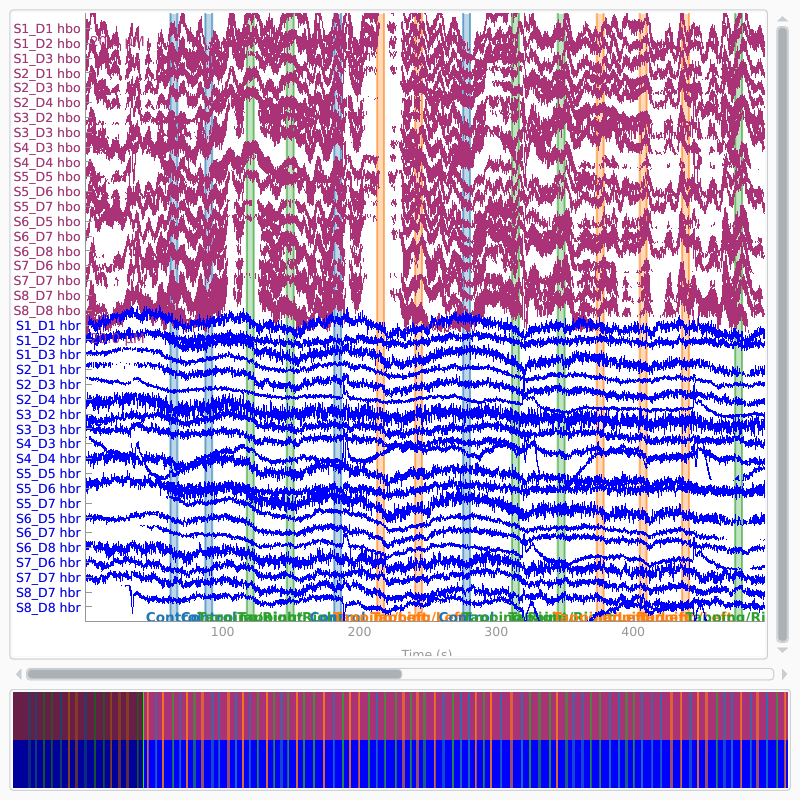 S1_D1 hbo
S1_D2 hbo
S1_D3 hbo
S2_D1 hbo
S2_D3 hbo
S2_D4 hbo
S3_D2 hbo
S3_D3 hbo
S4_D3 hbo
S4_D4 hbo
S5_D5 hbo
S5_D6 hbo
S5_D7 hbo
S6_D5 hbo
S6_D7 hbo
S6_D8 hbo
S7_D6 hbo
S7_D7 hbo
S8_D7 hbo
S8_D8 hbo
S1_D1 hbr
S1_D2 hbr
S1_D3 hbr
S2_D1 hbr
S2_D3 hbr
S2_D4 hbr
S3_D2 hbr
S3_D3 hbr
S4_D3 hbr
S4_D4 hbr
S5_D5 hbr
S5_D6 hbr
S5_D7 hbr
S6_D5 hbr
S6_D7 hbr
S6_D8 hbr
S7_D6 hbr
S7_D7 hbr
S8_D7 hbr
S8_D8 hbr
100 200 300 400
Time (s)